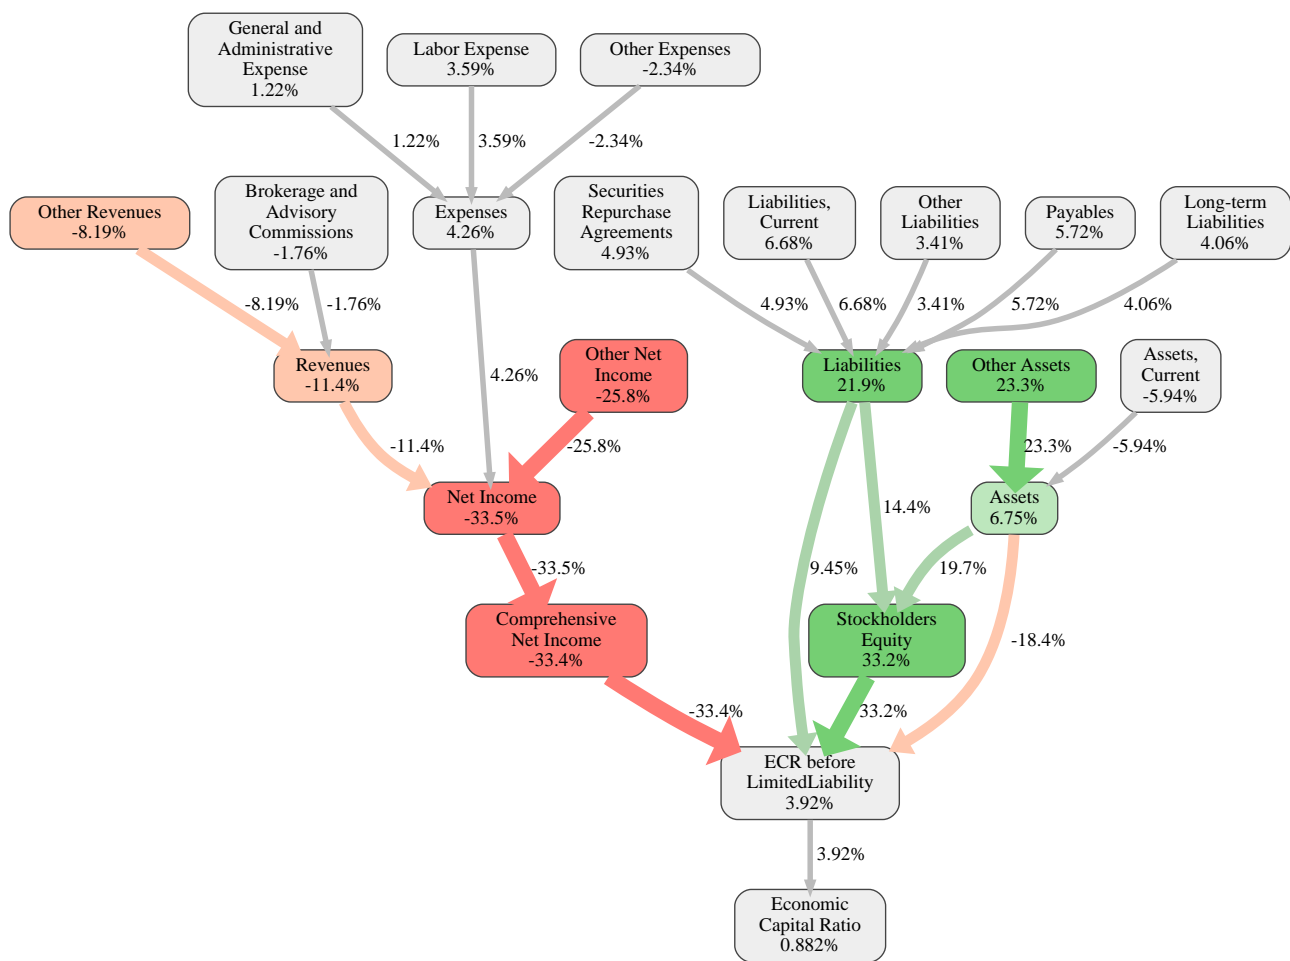 General and
Administrative
Expense
1.22%
Labor Expense
3.59%
Other Expenses
-2.34%
1.22%
3.59%
-2.34%
Other Revenues
-8.19%
Brokerage and
Advisory
Commissions
-1.76%
Expenses
4.26%
Securities
Repurchase
Agreements
4.93%
Liabilities,
Current
6.68%
Other
Liabilities
3.41%
Payables
5.72%
Long-term
Liabilities
4.06%
-8.19%
-1.76%
4.93%
6.68%
3.41%
5.72%
4.06%
Revenues
-11.4%
4.26%
Other Net
Income
-25.8%
Liabilities
21.9%
Other Assets
23.3%
Assets,
Current
-5.94%
-11.4%
-25.8%
23.3%
-5.94%
Net Income
-33.5%
14.4%
Assets
6.75%
-33.5%
9.45%
19.7%
Comprehensive
Net Income
-33.4%
Stockholders
Equity
33.2%
-18.4%
-33.4%
33.2%
ECR before
LimitedLiability
3.92%
3.92%
Economic
Capital Ratio
0.882%